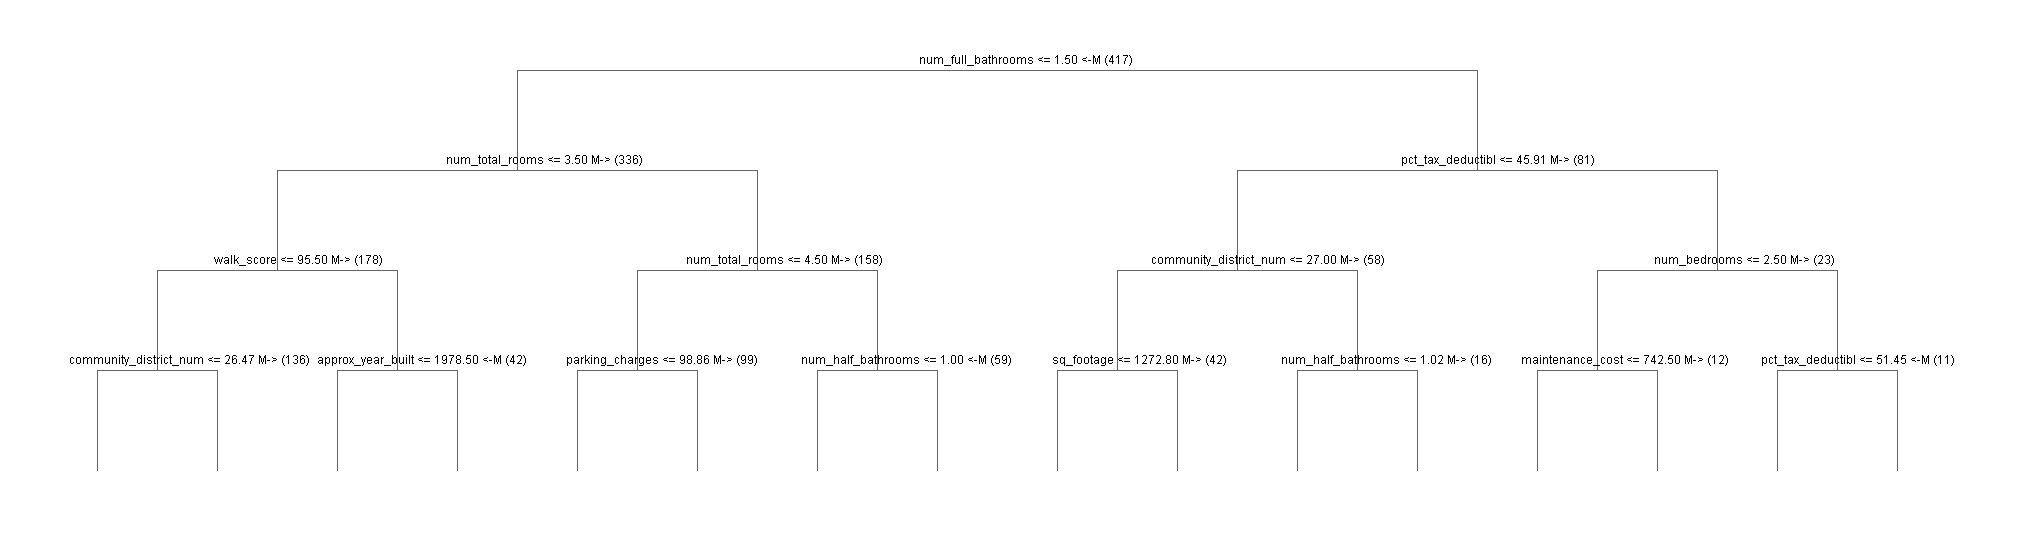 num_full_bathrooms <= 1.50 <-M (417)
num_total_rooms <= 3.50 M-> (336)
pct_tax_deductibl <= 45.91 M-> (81)
walk_score <= 95.50 M-> (178)
num_total_rooms <= 4.50 M-> (158)
community_district_num <= 27.00 M-> (58)
num_bedrooms <= 2.50 M-> (23)
community_district_num <= 26.47 M-> (136)
approx_year_built <= 1978.50 <-M (42)
parking_charges <= 98.86 M-> (99)
num_half_bathrooms <= 1.00 <-M (59)
sq_footage <= 1272.80 M-> (42)
num_half_bathrooms <= 1.02 M-> (16)
maintenance_cost <= 742.50 M-> (12)
pct_tax_deductibl <= 51.45 <-M (11)